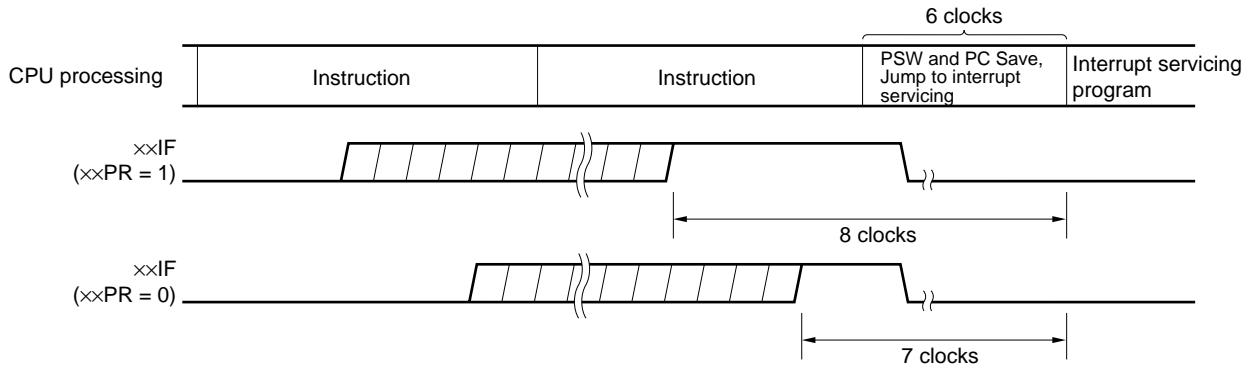 6 clocks
CPU processing
Instruction
Instruction
PSW and PC Save,
Jump to interrupt
servicing
Interrupt servicing
program
××IF
(××PR = 1)
8 clocks
××IF
(××PR = 0)
7 clocks